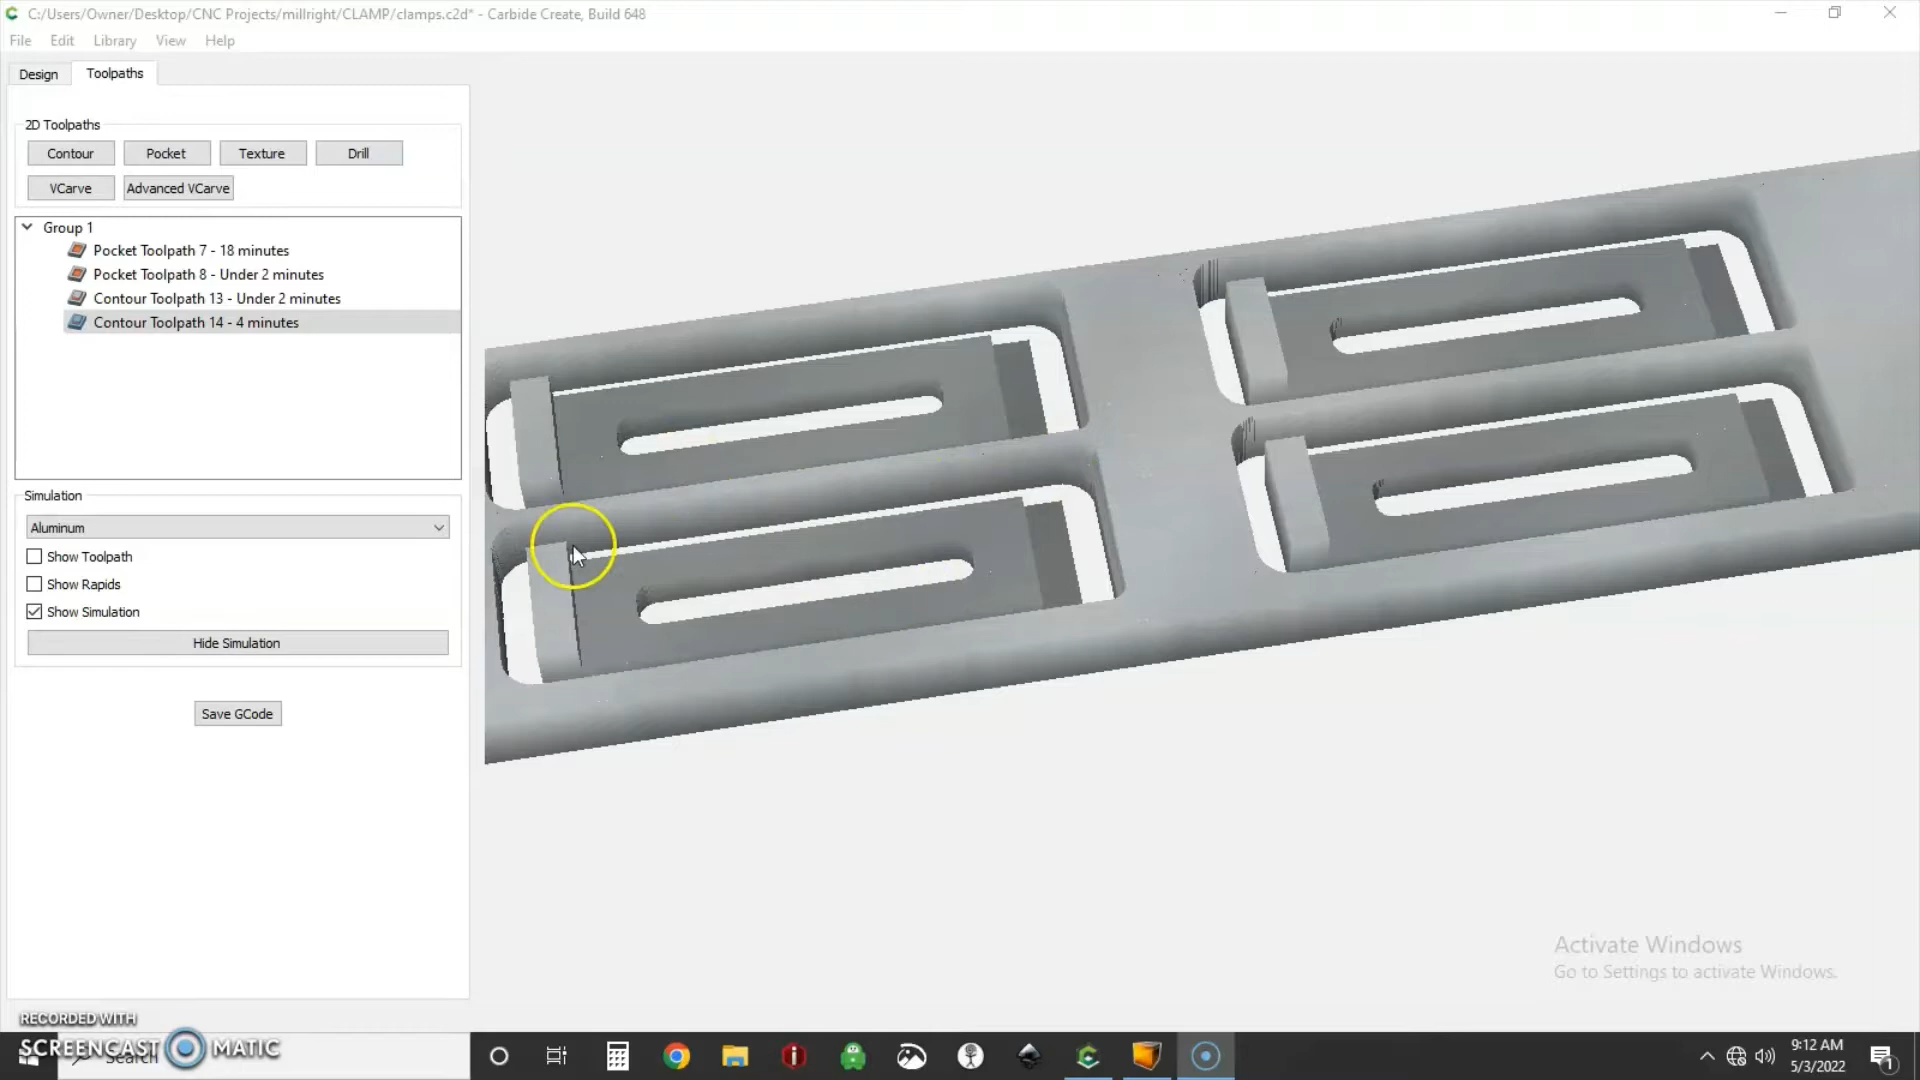 C:/Users/Owner/Desktop/CNC Projects/millright/CLAMP/clamps.c2d* - Carbide Create, Build 648
File Edit Library View Help
Design Toolpaths
2D Toolpaths
Contour Pocket Texture Drill
VCarve Advanced VCarve
Group 1
Pocket Toolpath 7 - 18 minutes
Pocket Toolpath 8 - Under 2 minutes
Contour Toolpath 13 - Under 2 minutes
Contour Toolpath 14 - 4 minutes
Simulation
Aluminum
Show Toolpath
Show Rapids
Show Simulation
Hide Simulation
Save GCode
Activate Windows
Go to Settings to activate Windows.
RECORDED WITH
SCREENCAST MATIC
Search
9:12 AM
5/3/2022
1